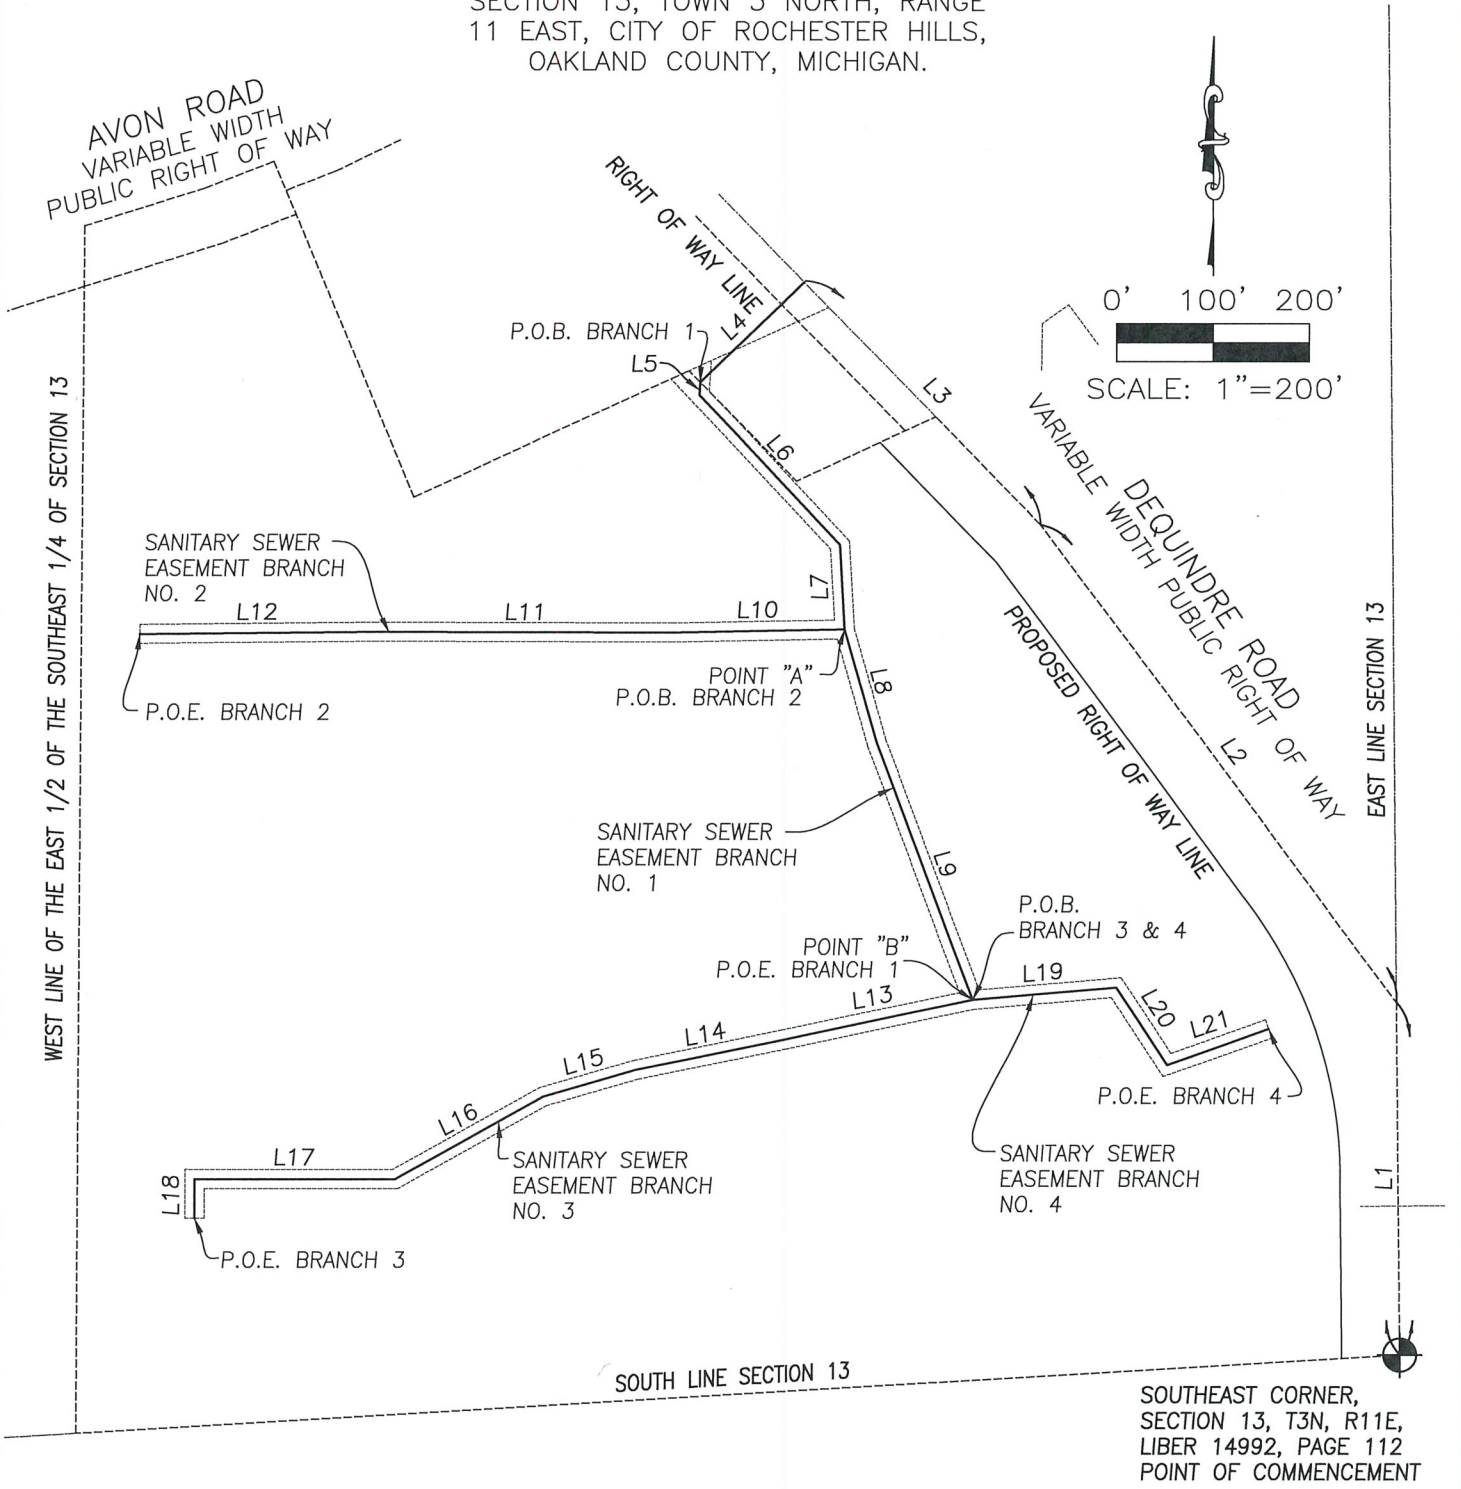 SECTION 13, TOWN 3 NORTH, RANGE
11 EAST, CITY OF ROCHESTER HILLS,
OAKLAND COUNTY, MICHIGAN.
AVON ROAD
VARIABLE WIDTH
PUBLIC RIGHT OF WAY
RIGHT OF WAY LINE
0' 100' 200'
SCALE: 1"=200'
P.O.B. BRANCH 1
L4
L5
L3
L6
VARIABLE WIDTH PUBLIC RIGHT OF WAY
DEQUINDRE ROAD
WEST LINE OF THE EAST 1/2 OF THE SOUTHEAST 1/4 OF SECTION 13
SANITARY SEWER
EASEMENT BRANCH
NO. 2
L12
L11
L10
L7
POINT "A"
P.O.B. BRANCH 2
P.O.E. BRANCH 2
L8
PROPOSED RIGHT OF WAY LINE
L2
EAST LINE SECTION 13
SANITARY SEWER
EASEMENT BRANCH
NO. 1
L9
P.O.B.
BRANCH 3 & 4
POINT "B"
P.O.E. BRANCH 1
L19
L13
L14
L20
L21
L15
P.O.E. BRANCH 4
L16
L17
L18
SANITARY SEWER
EASEMENT BRANCH
NO. 3
SANITARY SEWER
EASEMENT BRANCH
NO. 4
L1
P.O.E. BRANCH 3
SOUTH LINE SECTION 13
SOUTHEAST CORNER,
SECTION 13, T3N, R11E,
LIBER 14992, PAGE 112
POINT OF COMMENCEMENT